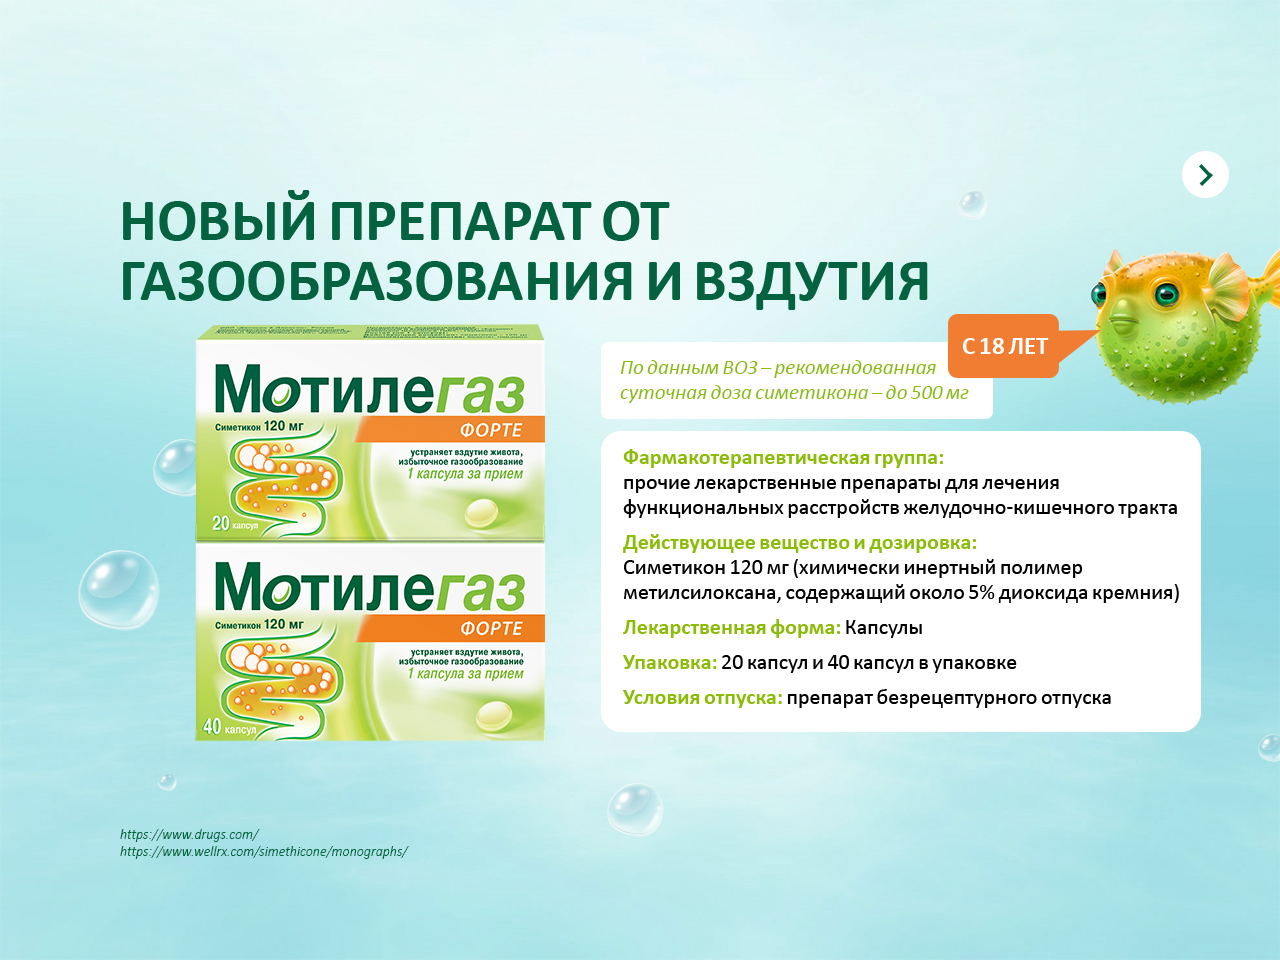 НОВЫЙ ПРЕПАРАТ ОТ
ГАЗООБРАЗОВАНИЯ И ВЗДУТИЯ
С 18 ЛЕТ
По данным ВОЗ – рекомендованная
суточная доза симетикона – до 500 мг
Мотилегаз
Симетикон 120 мг
ФОРТЕ
устраняет вздутие живота,
избыточное газообразование
1 капсула за прием
20 капсул
Мотилегаз
Симетикон 120 мг
ФОРТЕ
устраняет вздутие живота,
избыточное газообразование
1 капсула за прием
40 капсул
Фармакотерапевтическая группа:
прочие лекарственные препараты для лечения
функциональных расстройств желудочно-кишечного тракта
Действующее вещество и дозировка:
Симетикон 120 мг (химически инертный полимер
метилсилоксана, содержащий около 5% диоксида кремния)
Лекарственная форма: Капсулы
Упаковка: 20 капсул и 40 капсул в упаковке
Условия отпуска: препарат безрецептурного отпуска
https://www.drugs.com/
https://www.wellrx.com/simethicone/monographs/